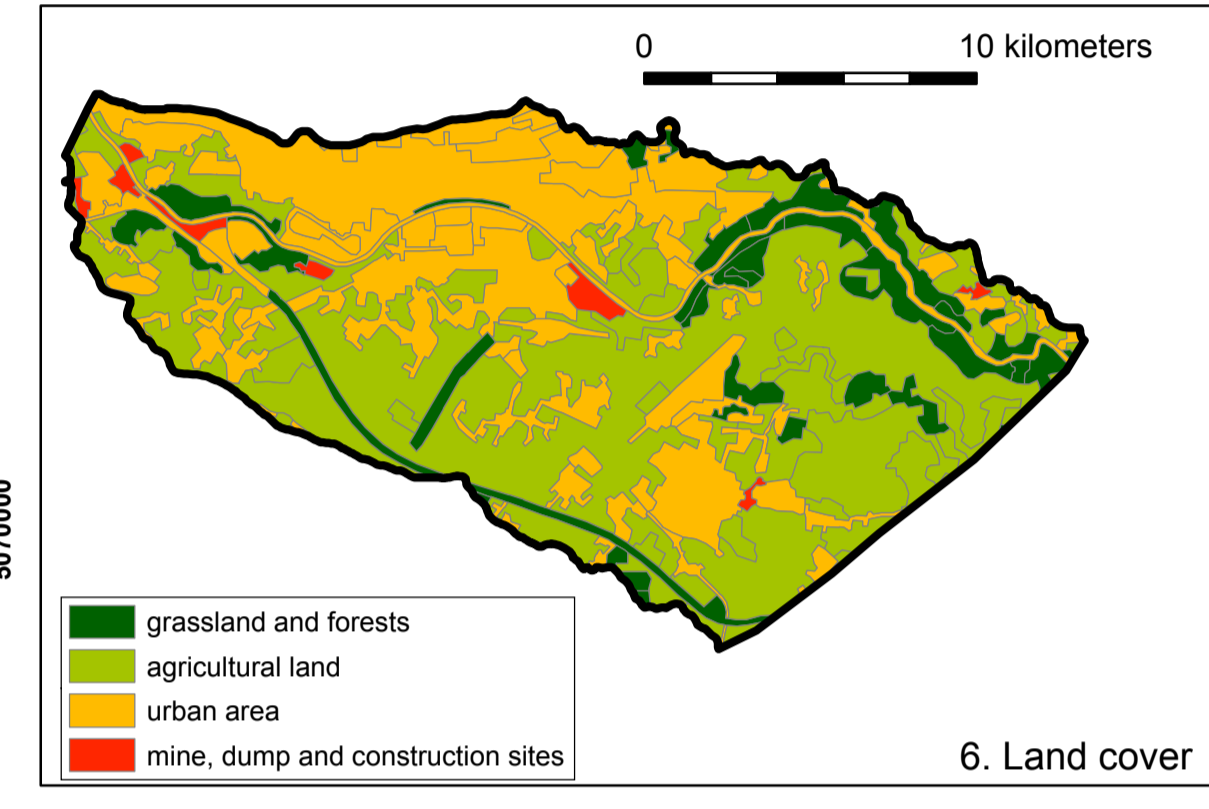 0 10 kilometers
grassland and forests
agricultural land
urban area
mine, dump and construction sites
6. Land cover